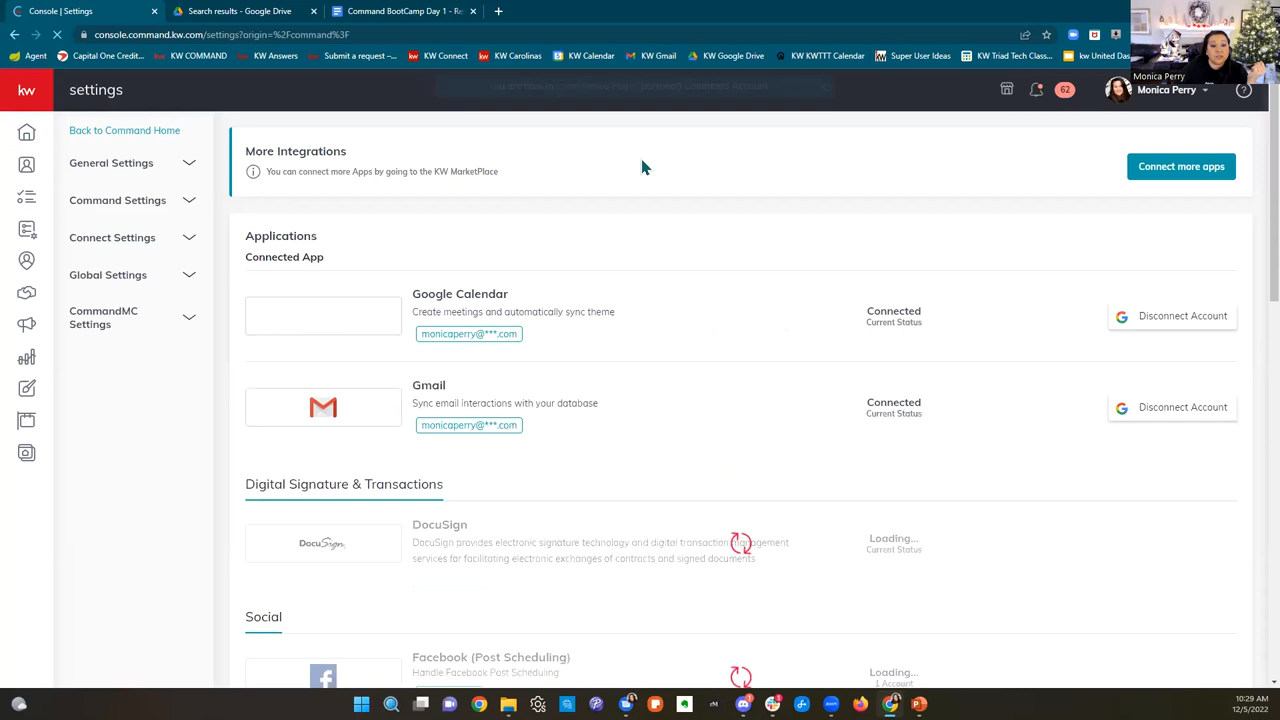 Console | Settings
Search results - Google Drive
Command BootCamp Day 1 - Re
console.command.kw.com/settings?origin=%2Fcommand%3F
Agent
Capital One Credit...
KW COMMAND
KW Answers
Submit a request –...
KW Connect
KW Carolinas
KW Calendar
KW Gmail
KW Google Drive
KW KWTTT Calendar
Super User Ideas
KW Triad Tech Class...
kw United Das
Monica Perry
kw
settings
62
Monica Perry
Back to Command Home
General Settings
Command Settings
Connect Settings
Global Settings
CommandMC
Settings
More Integrations
You can connect more Apps by going to the KW MarketPlace
Connect more apps
Applications
Connected App
Google Calendar
Create meetings and automatically sync theme
monicaperry@***.com
Connected
Current Status
Disconnect Account
Gmail
Sync email interactions with your database
monicaperry@***.com
Connected
Current Status
Disconnect Account
Digital Signature & Transactions
DocuSign
DocuSign
DocuSign provides electronic signature technology and digital transaction management
services for facilitating electronic exchanges of contracts and signed documents
Loading...
Current Status
Social
Facebook (Post Scheduling)
Handle Facebook Post Scheduling
Loading...
1 Account
10:29 AM
12/5/2022